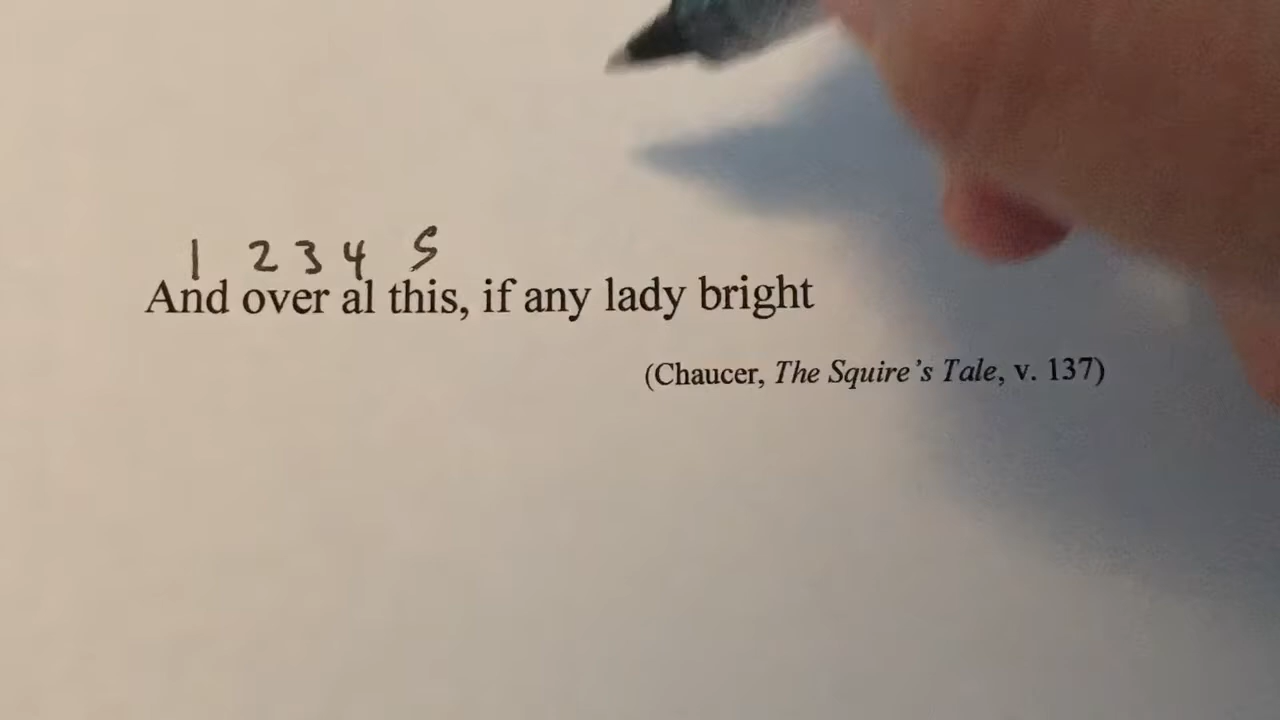 1 2 3 4 5
And over al this, if any lady bright
(Chaucer, The Squire’s Tale, v. 137)